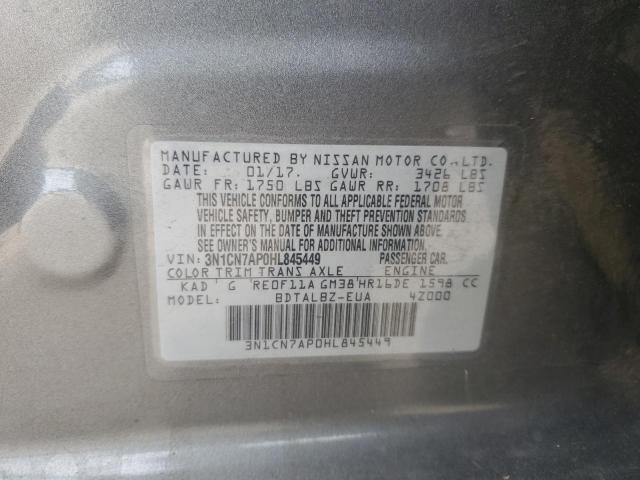 MANUFACTURED BY NISSAN MOTOR CO.,LTD.
DATE: 01/17. GVWR: 3426 LBS
GAWR FR: 1750 LBS GAWR RR: 1708 LBS
THIS VEHICLE CONFORMS TO ALL APPLICABLE FEDERAL MOTOR
VEHICLE SAFETY, BUMPER AND THEFT PREVENTION STANDARDS
IN EFFECT ON THE DATE OF MANUFACTURE SHOWN ABOVE.
SEE OWNER'S MANUAL.
VIN: 3N1CN7AP0HL845449 PASSENGER CAR.
COLOR TRIM TRANS AXLE ENGINE
KAD ' G 'RE0F11A GM38'HR16DE 1598 CC
MODEL: BDTALBZ-EUA 4Z000
3N1CN7AP0HL845449